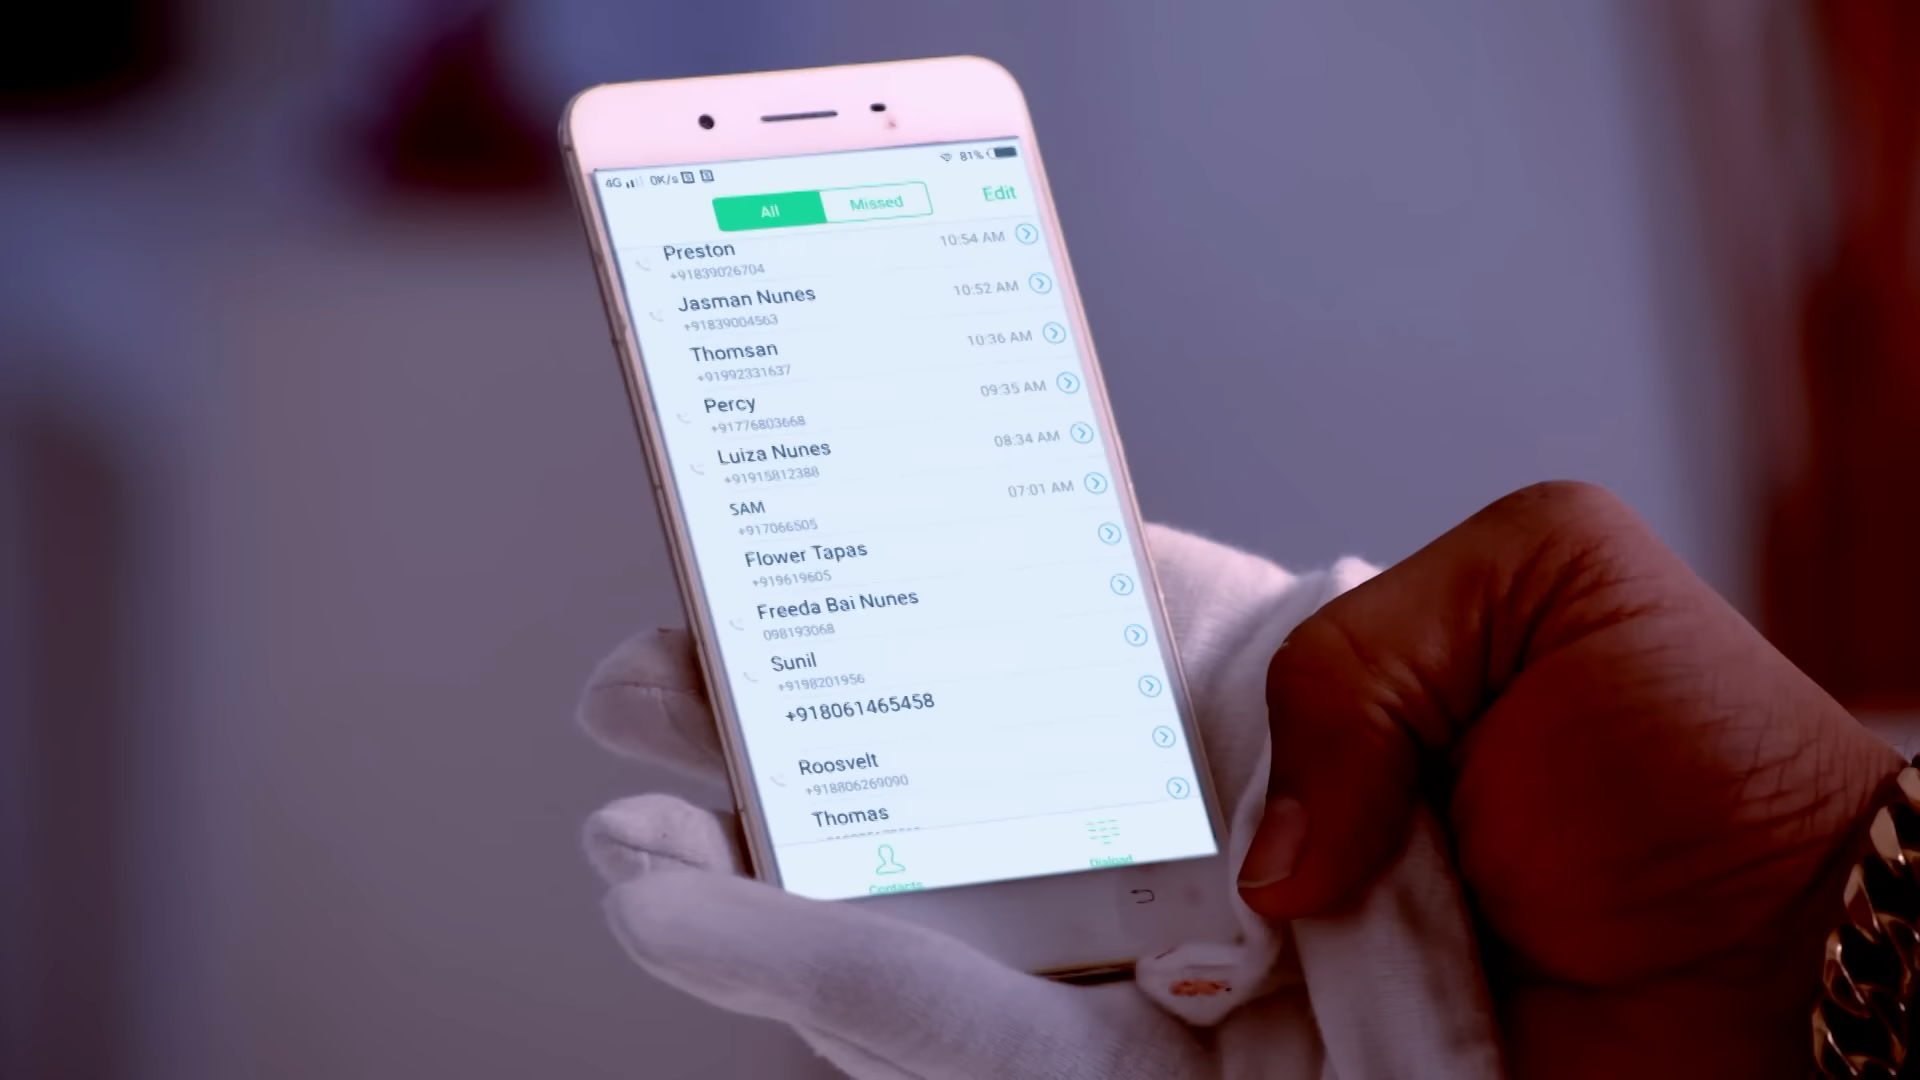 4G 0K/s 81%
All Missed Edit
Preston 10:54 AM
+91839026704
Jasman Nunes 10:52 AM
+91839004563
Thomsan 10:36 AM
+91992331637
Percy 09:35 AM
+91776803668
Luiza Nunes 08:34 AM
+91915812388
SAM 07:01 AM
+917066505
Flower Tapas
+919619605
Freeda Bai Nunes
098193068
Sunil
+9198201956
+918061465458
Roosvelt
+918806269090
Thomas
Contacts Dialpad